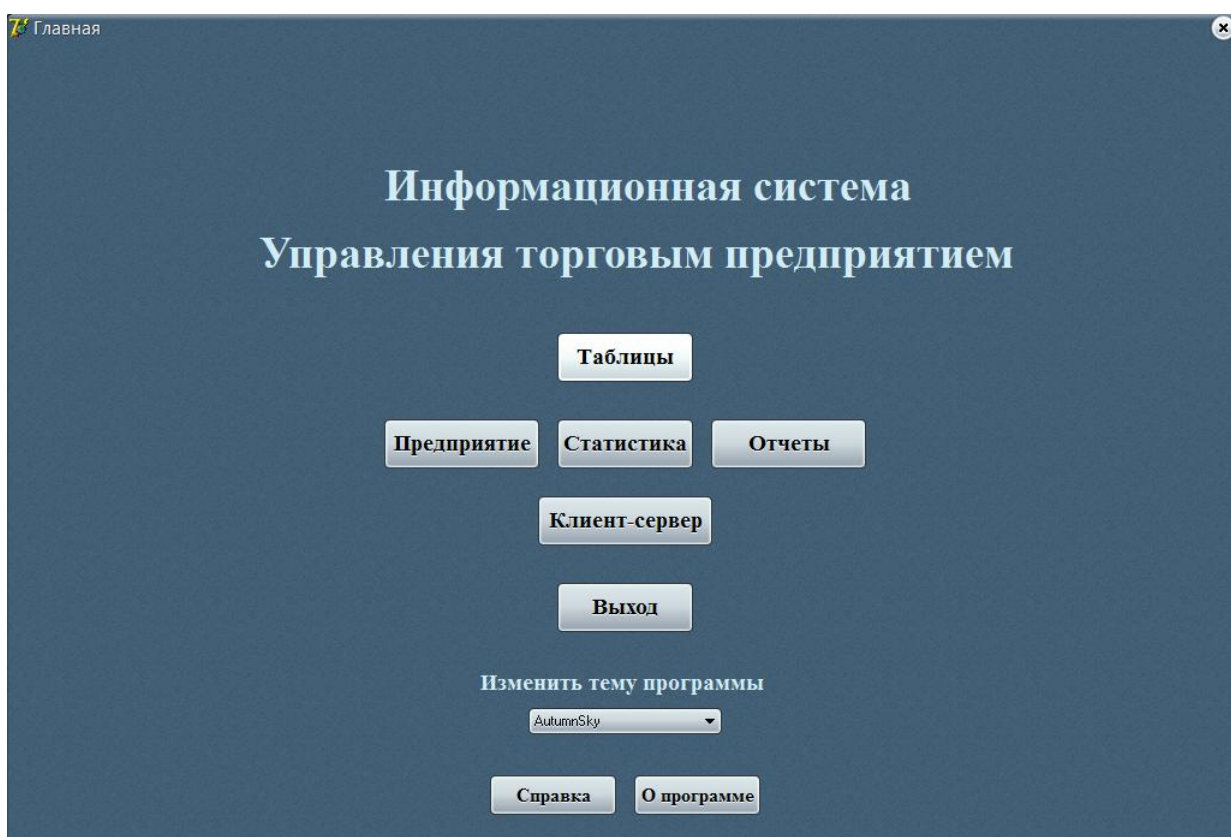 Главная
Информационная система
Управления торговым предприятием
Таблицы
Предприятие Статистика Отчеты
Клиент-сервер
Выход
Изменить тему программы
AutumnSky
Справка О программе